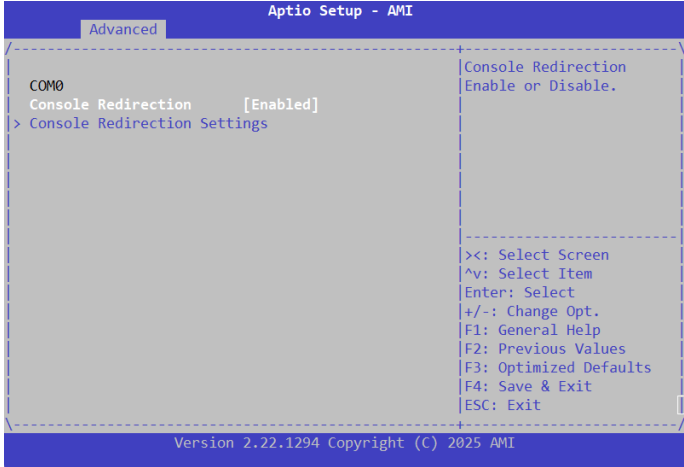 Aptio Setup - AMI
Advanced
COM0
Console Redirection [Enabled]
> Console Redirection Settings
Console Redirection
Enable or Disable.
><: Select Screen
^v: Select Item
Enter: Select
+/-: Change Opt.
F1: General Help
F2: Previous Values
F3: Optimized Defaults
F4: Save & Exit
ESC: Exit
Version 2.22.1294 Copyright (C) 2025 AMI